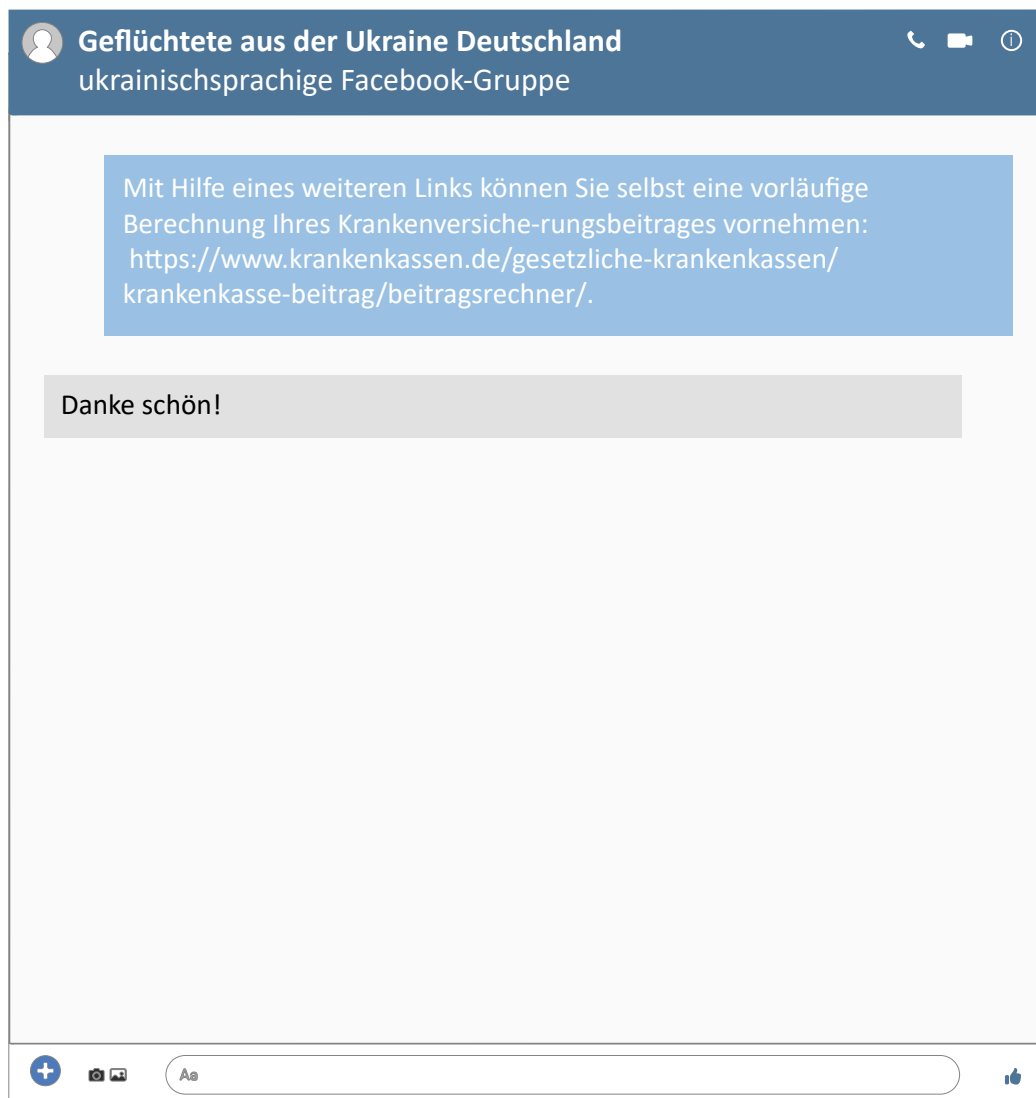 Geflüchtete aus der Ukraine Deutschland
ukrainischsprachige Facebook-Gruppe
Mit Hilfe eines weiteren Links können Sie selbst eine vorläufige
Berechnung Ihres Krankenversiche-rungsbeitrages vornehmen:
https://www.krankenkassen.de/gesetzliche-krankenkassen/
krankenkasse-beitrag/beitragsrechner/.
Danke schön!
Aa